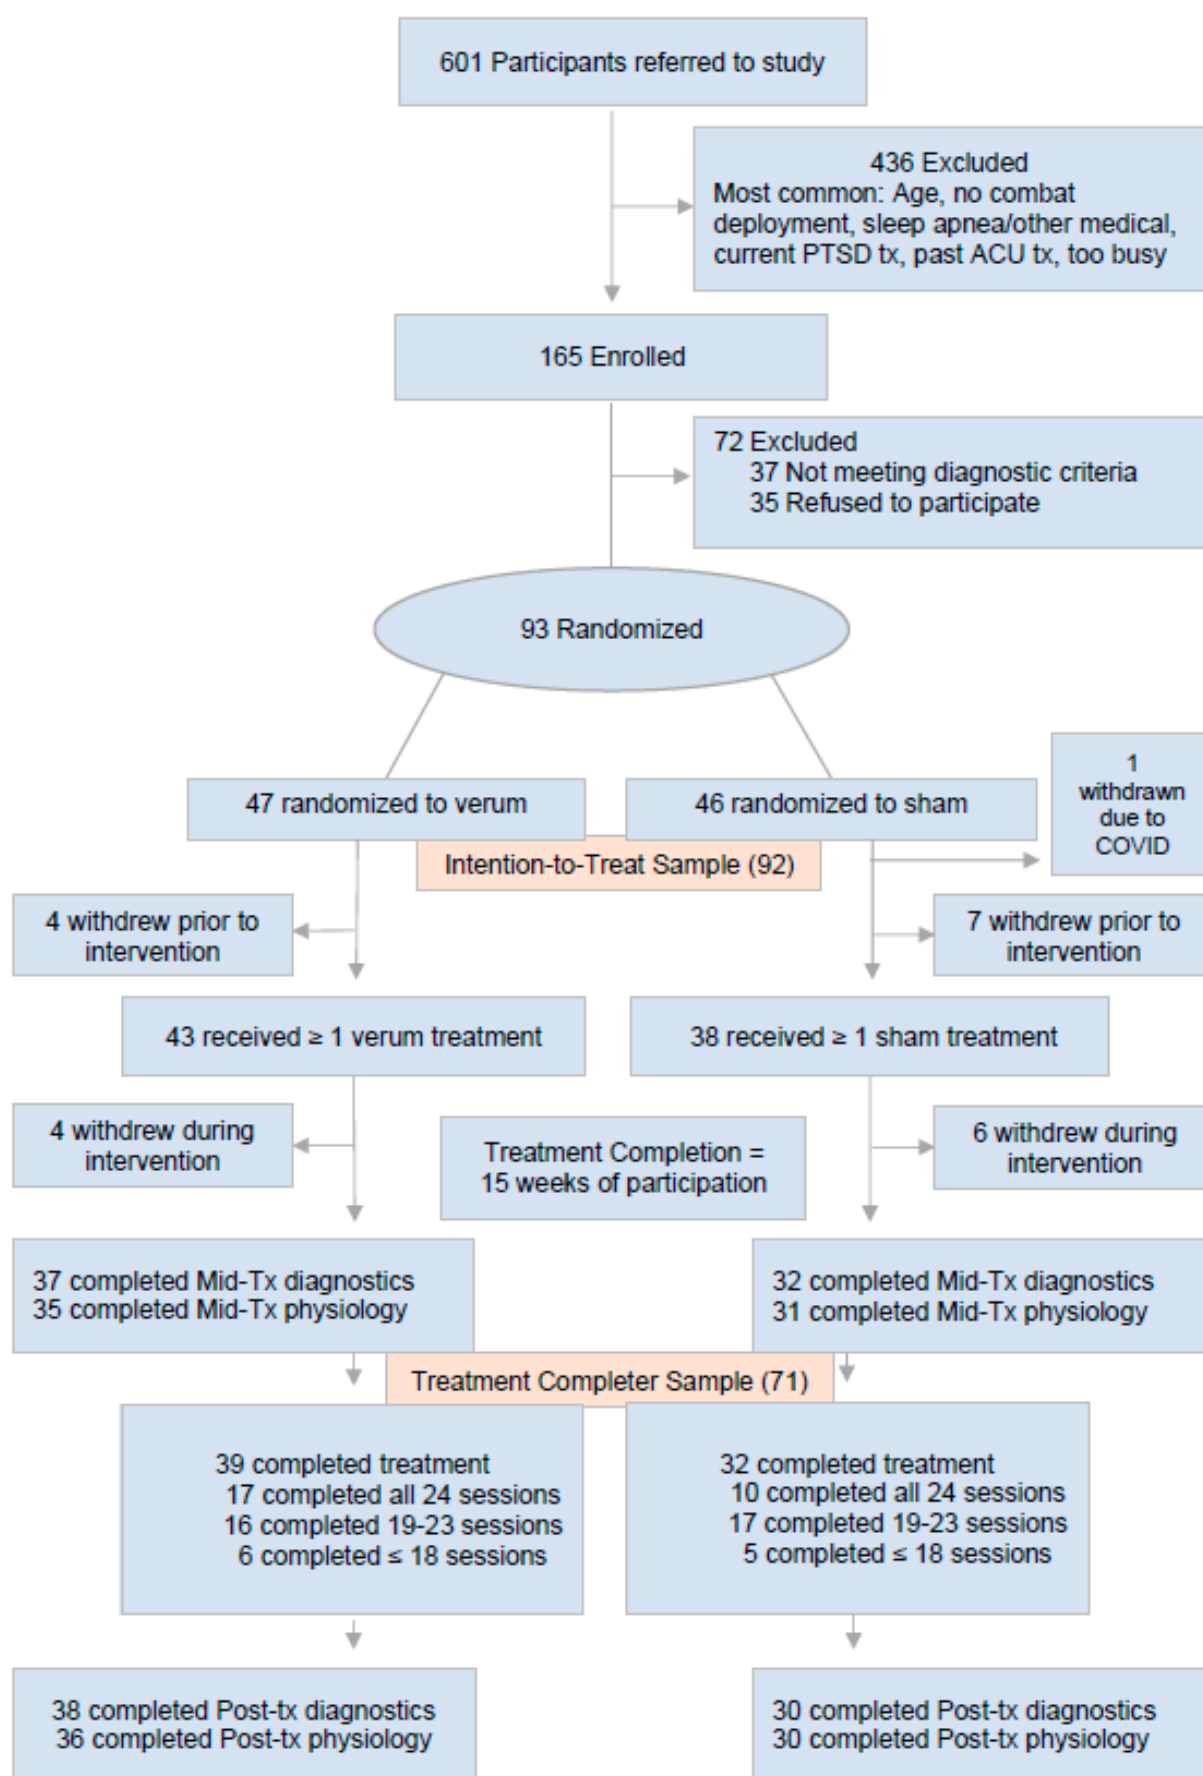 601 Participants referred to study
436 Excluded
Most common: Age, no combat
deployment, sleep apnea/other medical,
current PTSD tx, past ACU tx, too busy
165 Enrolled
72 Excluded
37 Not meeting diagnostic criteria
35 Refused to participate
93 Randomized
47 randomized to verum
46 randomized to sham
1
withdrawn
due to
COVID
Intention-to-Treat Sample (92)
4 withdrew prior to
intervention
7 withdrew prior to
intervention
43 received ≥ 1 verum treatment
38 received ≥ 1 sham treatment
4 withdrew during
intervention
Treatment Completion =
15 weeks of participation
6 withdrew during
intervention
37 completed Mid-Tx diagnostics
35 completed Mid-Tx physiology
32 completed Mid-Tx diagnostics
31 completed Mid-Tx physiology
Treatment Completer Sample (71)
39 completed treatment
17 completed all 24 sessions
16 completed 19-23 sessions
6 completed ≤ 18 sessions
32 completed treatment
10 completed all 24 sessions
17 completed 19-23 sessions
5 completed ≤ 18 sessions
38 completed Post-tx diagnostics
36 completed Post-tx physiology
30 completed Post-tx diagnostics
30 completed Post-tx physiology